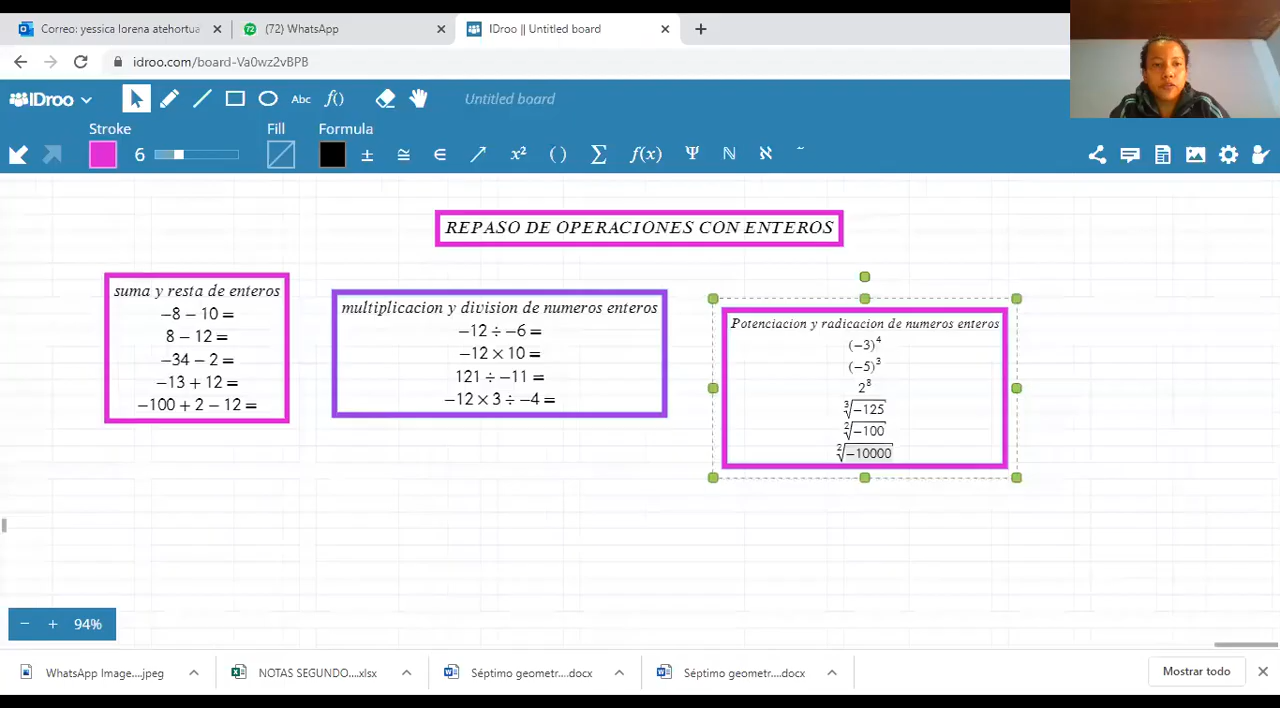 Correo: yessica lorena atehortua
(72) WhatsApp
IDroo || Untitled board
idroo.com/board-Va0wz2vBPB
IDroo
Abc
f()
Untitled board
Stroke
Fill
Formula
6
± ≅ ∈ x² ( ) ∑ f(x) Ψ ℕ ℵ
REPASO DE OPERACIONES CON ENTEROS
suma y resta de enteros
−8 − 10 =
8 − 12 =
−34 − 2 =
−13 + 12 =
−100 + 2 − 12 =
multiplicacion y division de numeros enteros
−12 ÷ −6 =
−12 × 10 =
121 ÷ −11 =
−12 × 3 ÷ −4 =
Potenciacion y radicacion de numeros enteros
(−3)⁴
(−5)³
2⁸
∛−125
²√−100
²√−10000
− + 94%
WhatsApp Image....jpeg
NOTAS SEGUNDO....xlsx
Séptimo geometr....docx
Séptimo geometr....docx
Mostrar todo